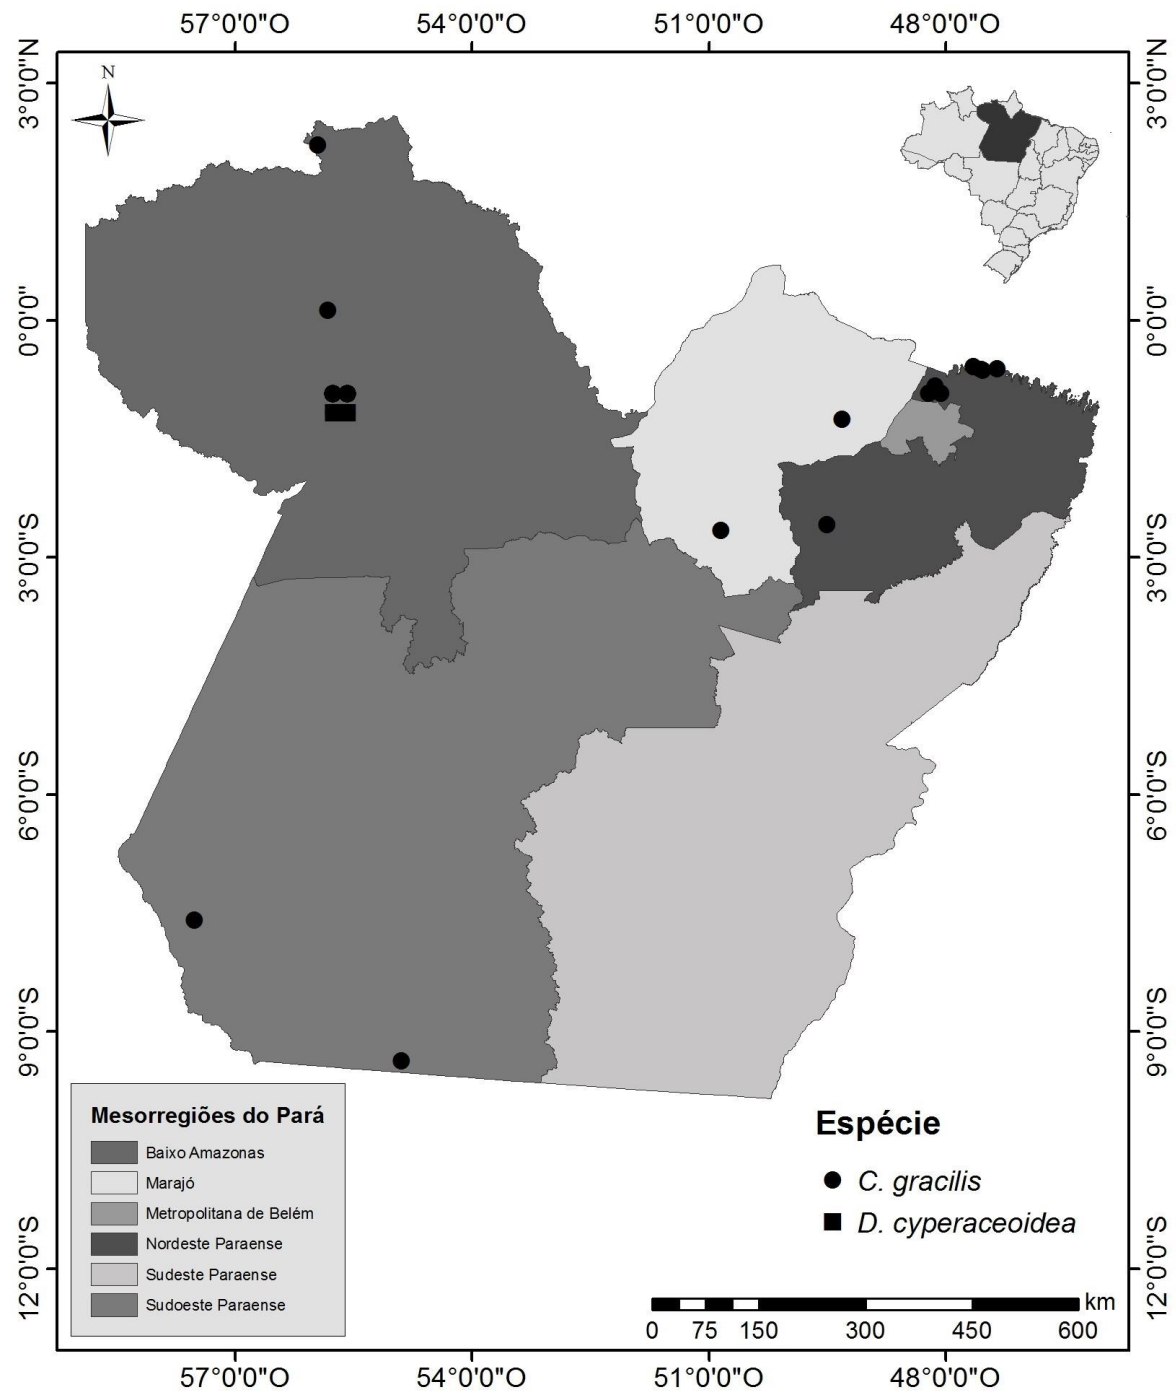 57°0'0"O 54°0'0"O 51°0'0"O 48°0'0"O
N
3°0'0"N 3°0'0"N
0°0'0" 0°0'0"
3°0'0"S 3°0'0"S
6°0'0"S 6°0'0"S
9°0'0"S 9°0'0"S
12°0'0"S 12°0'0"S
Mesorregiões do Pará
Baixo Amazonas
Marajó
Metropolitana de Belém
Nordeste Paraense
Sudeste Paraense
Sudoeste Paraense
Espécie
C. gracilis
D. cyperaceoidea
km
0 75 150 300 450 600
57°0'0"O 54°0'0"O 51°0'0"O 48°0'0"O